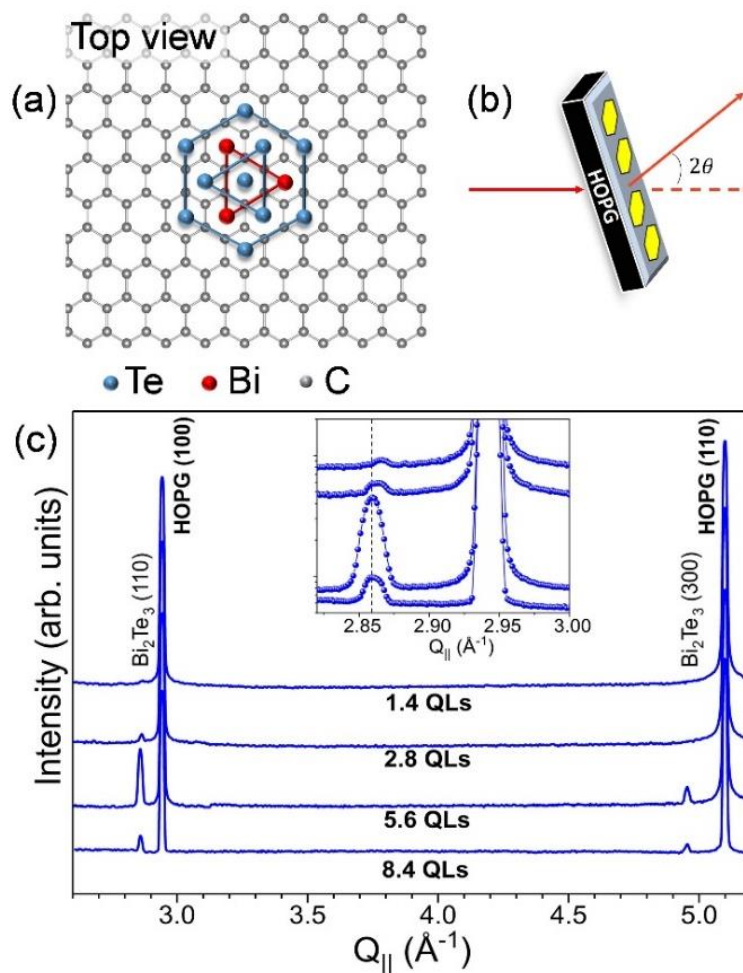 Top view
(a)
(b)
HOPG
2θ
Te
Bi
C
(c)
Intensity (arb. units)
Bi₂Te₃ (110)
HOPG (100)
Bi₂Te₃ (300)
HOPG (110)
2.85 2.90 2.95 3.00
Q|| (Å⁻¹)
1.4 QLs
2.8 QLs
5.6 QLs
8.4 QLs
3.0 3.5 4.0 4.5 5.0
Q|| (Å⁻¹)